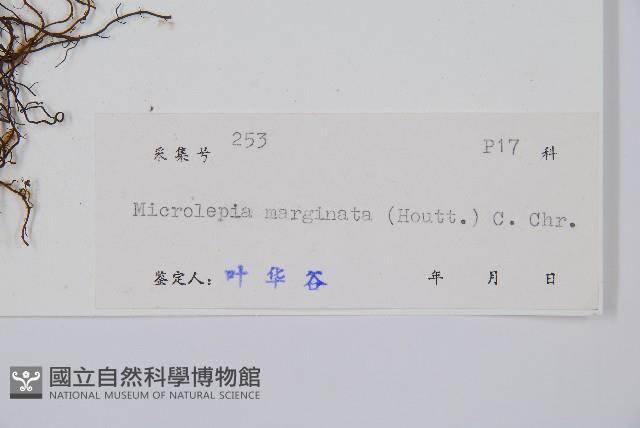 采集号 253 P17 科
Microlepia marginata (Houtt.) C. Chr.
鉴定人: 叶华谷 年 月 日
國立自然科學博物館
NATIONAL MUSEUM OF NATURAL SCIENCE